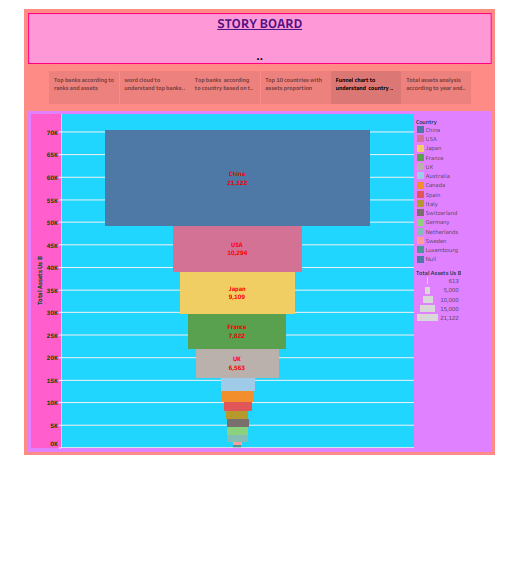 STORY BOARD
..
Top banks according to
ranks and assets
word cloud to
understand top banks..
Top banks according
to country based on t..
Top 10 countries with
assets proportion
Funnel chart to
understand country ..
Total assets analysis
according to year and..
Total Assets Us B
70K
65K
60K
55K
50K
45K
40K
35K
30K
25K
20K
15K
10K
5K
0K
China
21,122
USA
10,294
Japan
9,109
France
7,822
UK
6,563
Country
China
USA
Japan
France
UK
Australia
Canada
Spain
Italy
Switzerland
Germany
Netherlands
Sweden
Luxembourg
Null
Total Assets Us B
613
5,000
10,000
15,000
21,122